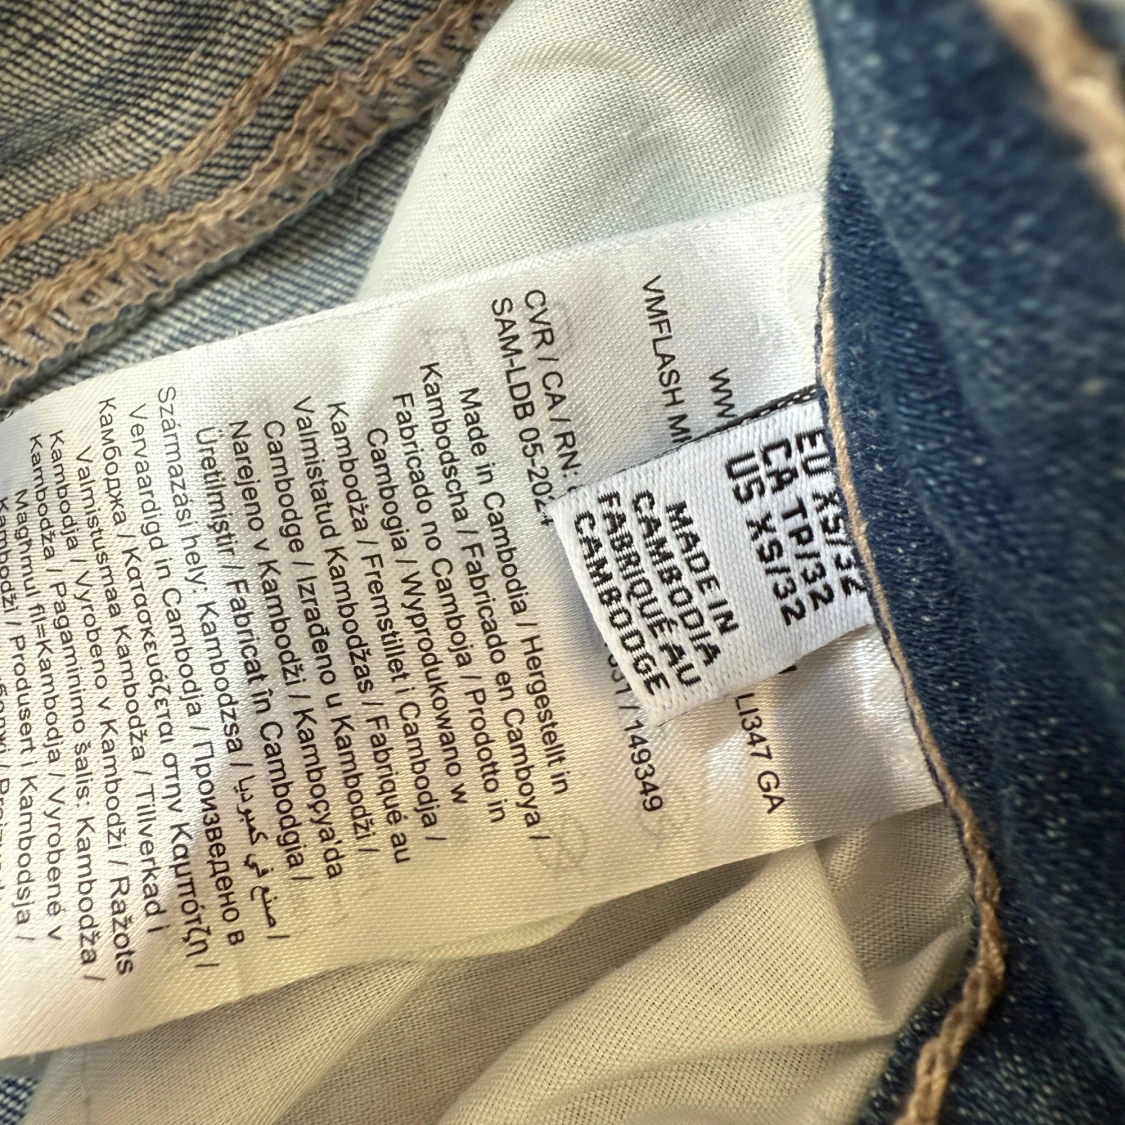 EU XS/32
CA TP/32
US XS/32
MADE IN
CAMBODIA
FABRIQUÉ AU
CAMBODGE
VMFLASH
LI347 GA
CVR / CA / RN:
149349
SAM-LDB
Made in Cambodia / Hergestellt in
Kambodscha / Fabricado en Camboya /
Fabricado no Camboja / Prodotto in
Cambogia / Wyprodukowano w
Kambodża / Fremstillet i Cambodja /
Valmistatud Kambodžas / Fabriqué au
Cambodge / Izrađeno u Kambodži /
Narejeno v Kambodži / Kamboçya'da
Üretilmiştir / Fabricat în Cambodgia /
Származási hely: Kambodzsa / صنع في كمبوديا /
Vervaardigd in Cambodja / Произведено в
Камбоджа / Κατασκευάζεται στην Καμπότζη /
Valmistusmaa Kambodža / Tillverkad i
Kambodja / Vyrobeno v Kambodži / Ražots
Kambodža / Pagaminimo šalis: Kambodža /
Magħmul fil=Kambodja / Vyrobené v
Kambodži / Produsert i Kambodsja /